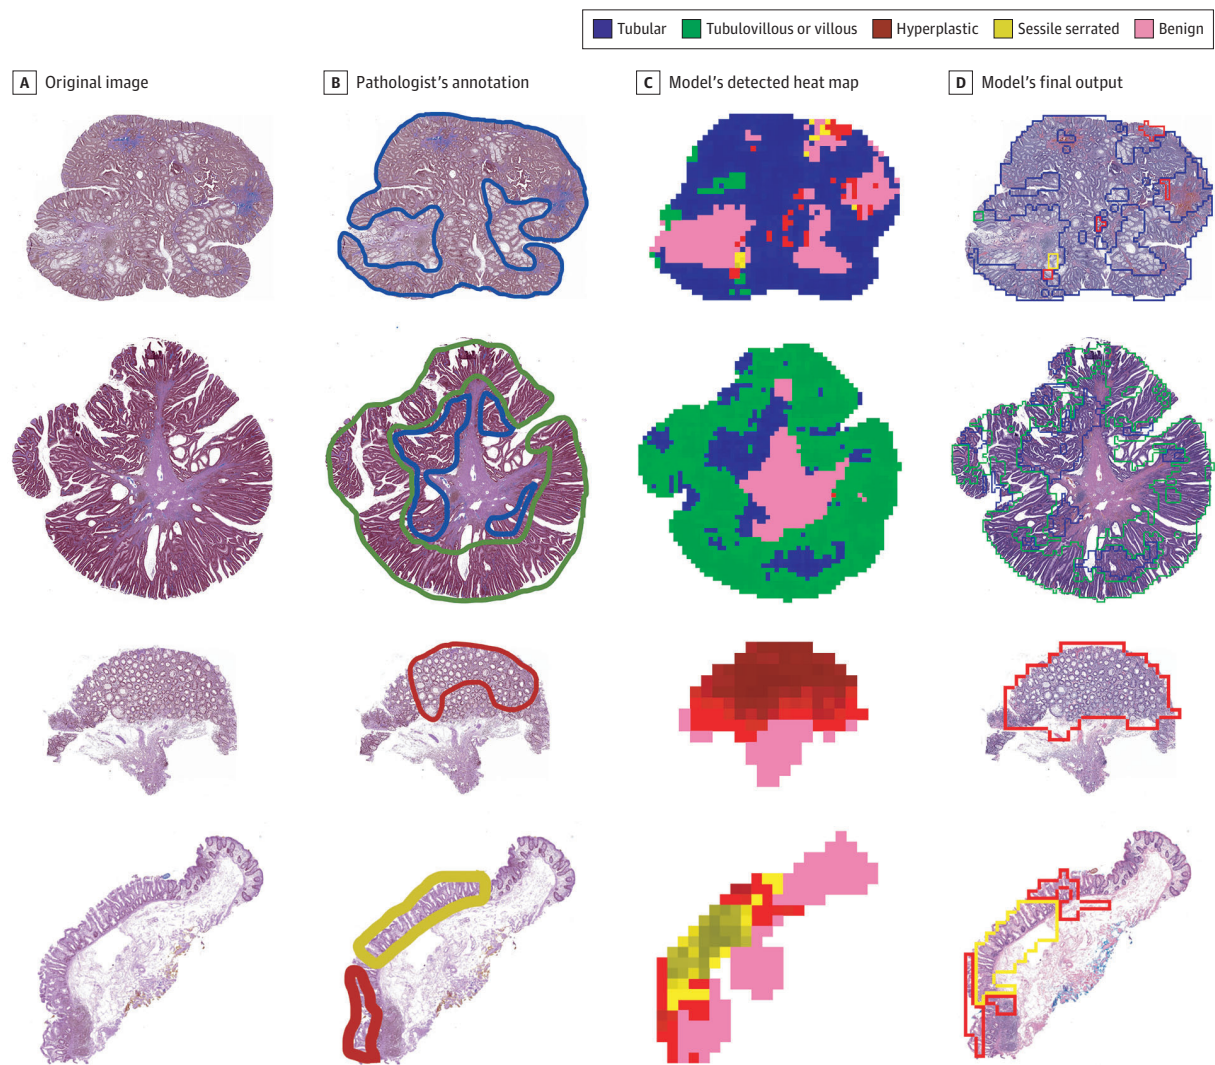 Tubular Tubulovillous or villous Hyperplastic Sessile serrated Benign
A Original image
B Pathologist's annotation
C Model's detected heat map
D Model's final output